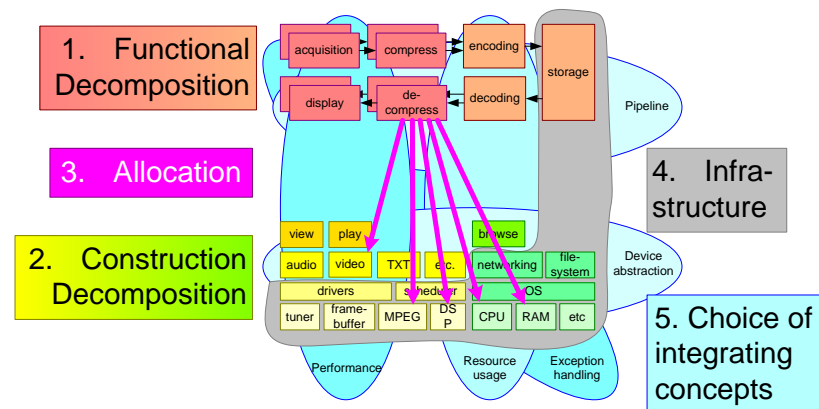 1. Functional
Decomposition
acquisition
compress
encoding
storage
display
de-
compress
decoding
Pipeline
3. Allocation
4. Infra-
structure
2. Construction
Decomposition
view
play
browse
audio
video
TXT
etc.
networking
file-
system
Device
abstraction
drivers
scheduler
OS
tuner
frame-
buffer
MPEG
DS
P
CPU
RAM
etc
5. Choice of
integrating
concepts
Performance
Resource
usage
Exception
handling